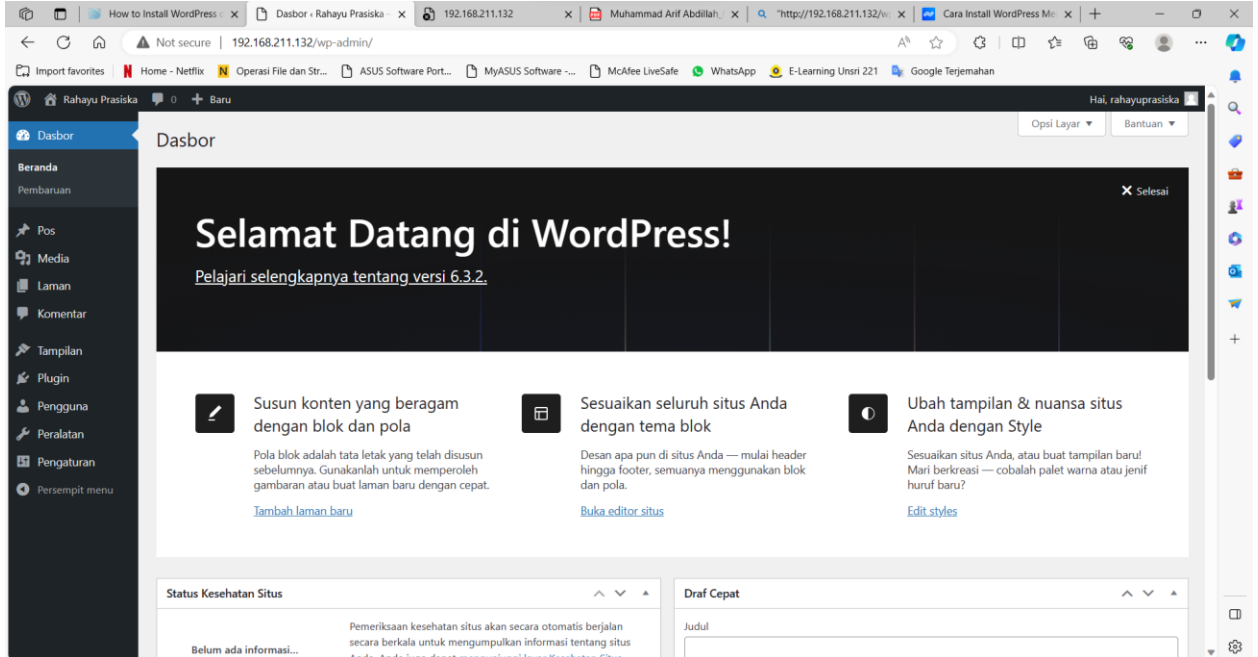 How to Install WordPress
Dasbor ‹ Rahayu Prasiska –
192.168.211.132
Muhammad Arif Abdillah
"http://192.168.211.132/w
Cara Install WordPress Me
Not secure | 192.168.211.132/wp-admin/
Import favorites
Home - Netflix
Operasi File dan Str...
ASUS Software Port...
MyASUS Software -...
McAfee LiveSafe
WhatsApp
E-Learning Unsri 221
Google Terjemahan
Rahayu Prasiska
0
Baru
Hai, rahayuprasiska
Opsi Layar
Bantuan
Dasbor
Beranda
Pembaruan
Pos
Media
Laman
Komentar
Tampilan
Plugin
Pengguna
Peralatan
Pengaturan
Persempit menu
Dasbor
Selesai
Selamat Datang di WordPress!
Pelajari selengkapnya tentang versi 6.3.2.
Susun konten yang beragam
dengan blok dan pola
Pola blok adalah tata letak yang telah disusun
sebelumnya. Gunakanlah untuk memperoleh
gambaran atau buat laman baru dengan cepat.
Tambah laman baru
Sesuaikan seluruh situs Anda
dengan tema blok
Desan apa pun di situs Anda — mulai header
hingga footer, semuanya menggunakan blok
dan pola.
Buka editor situs
Ubah tampilan & nuansa situs
Anda dengan Style
Sesuaikan situs Anda, atau buat tampilan baru!
Mari berkreasi — cobalah palet warna atau jenif
huruf baru?
Edit styles
Status Kesehatan Situs
Belum ada informasi...
Pemeriksaan kesehatan situs akan secara otomatis berjalan
secara berkala untuk mengumpulkan informasi tentang situs
Anda. Anda juga dapat mengunjungi layar Kesehatan Situs
Draf Cepat
Judul